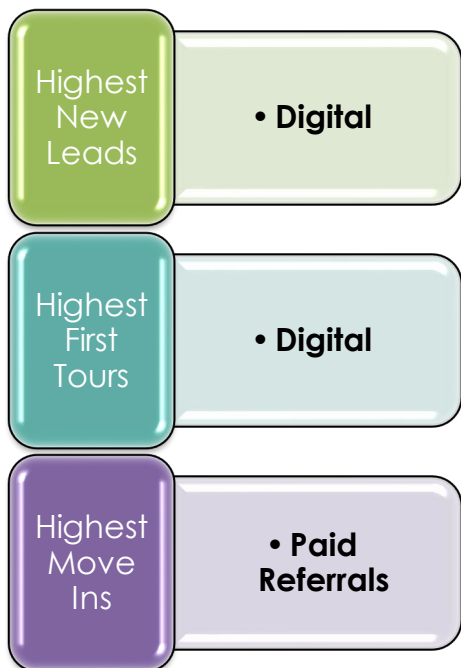 Highest
New
Leads
• Digital
Highest
First
Tours
• Digital
Highest
Move
Ins
• Paid
Referrals